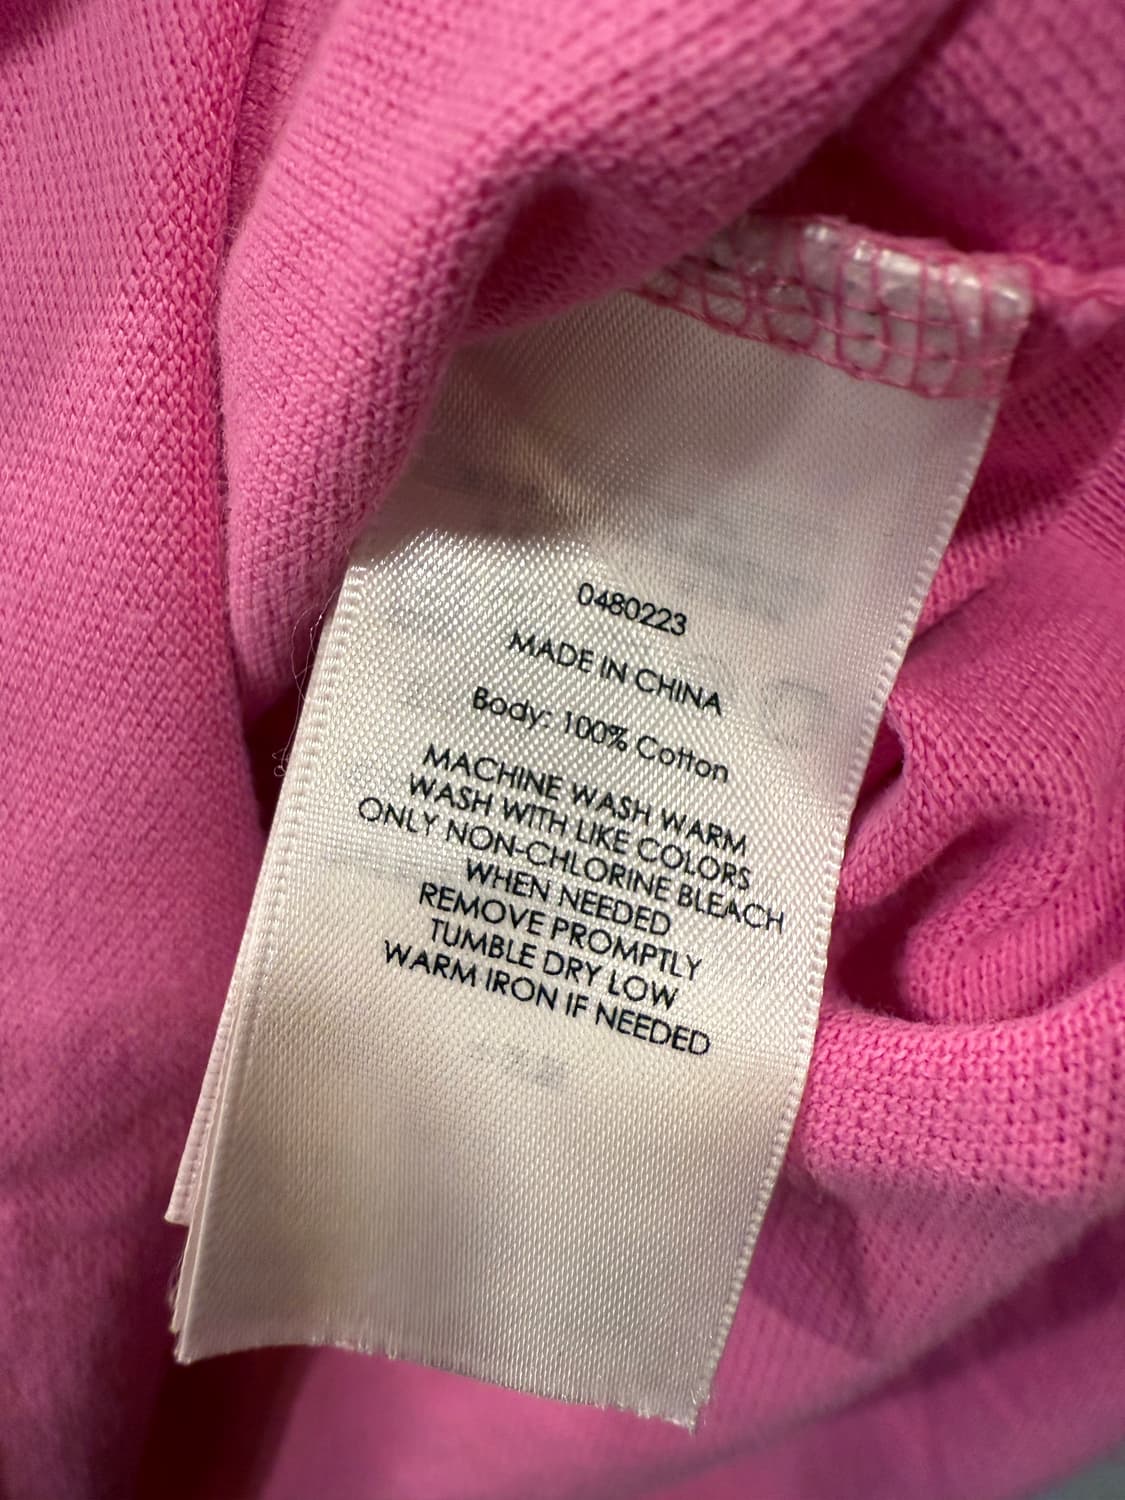 0480223
MADE IN CHINA
Body: 100% Cotton
MACHINE WASH WARM
WASH WITH LIKE COLORS
ONLY NON-CHLORINE BLEACH
WHEN NEEDED
REMOVE PROMPTLY
TUMBLE DRY LOW
WARM IRON IF NEEDED